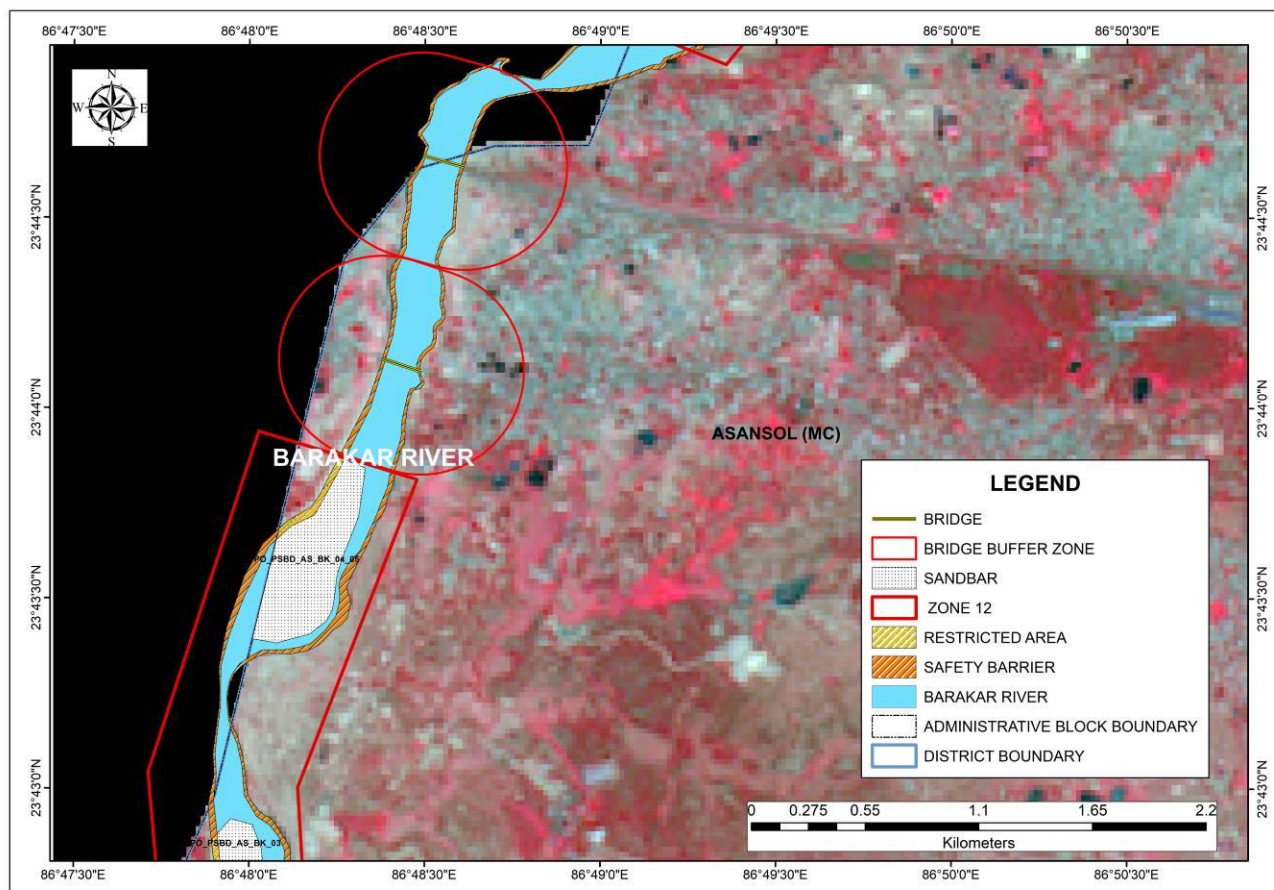 86°47'30"E 86°48'0"E 86°48'30"E 86°49'0"E 86°49'30"E 86°50'0"E 86°50'30"E
N
W E
S
23°44'30"N 23°44'30"N
23°44'0"N 23°44'0"N
ASANSOL (MC)
BARAKAR RIVER
PO_PSBD_AS_BK_04_05
23°43'30"N 23°43'30"N
23°43'0"N 23°43'0"N
PO_PSBD_AS_BK_03
LEGEND
BRIDGE
BRIDGE BUFFER ZONE
SANDBAR
ZONE 12
RESTRICTED AREA
SAFETY BARRIER
BARAKAR RIVER
ADMINISTRATIVE BLOCK BOUNDARY
DISTRICT BOUNDARY
0 0.275 0.55 1.1 1.65 2.2
Kilometers
86°47'30"E 86°48'0"E 86°48'30"E 86°49'0"E 86°49'30"E 86°50'0"E 86°50'30"E